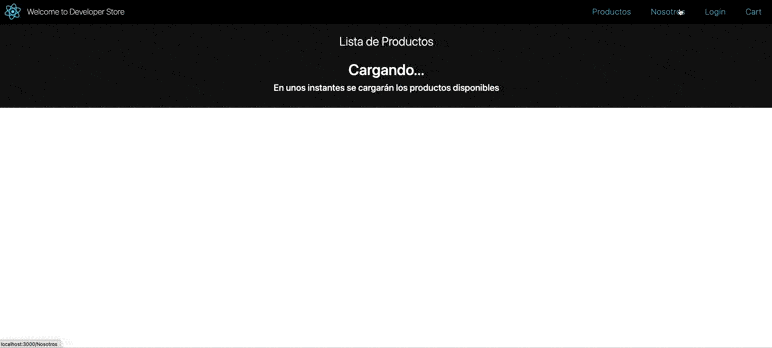 Welcome to Developer Store
Productos Nosotros Login Cart
Lista de Productos
Cargando...
En unos instantes se cargarán los productos disponibles
localhost:3000/Nosotros